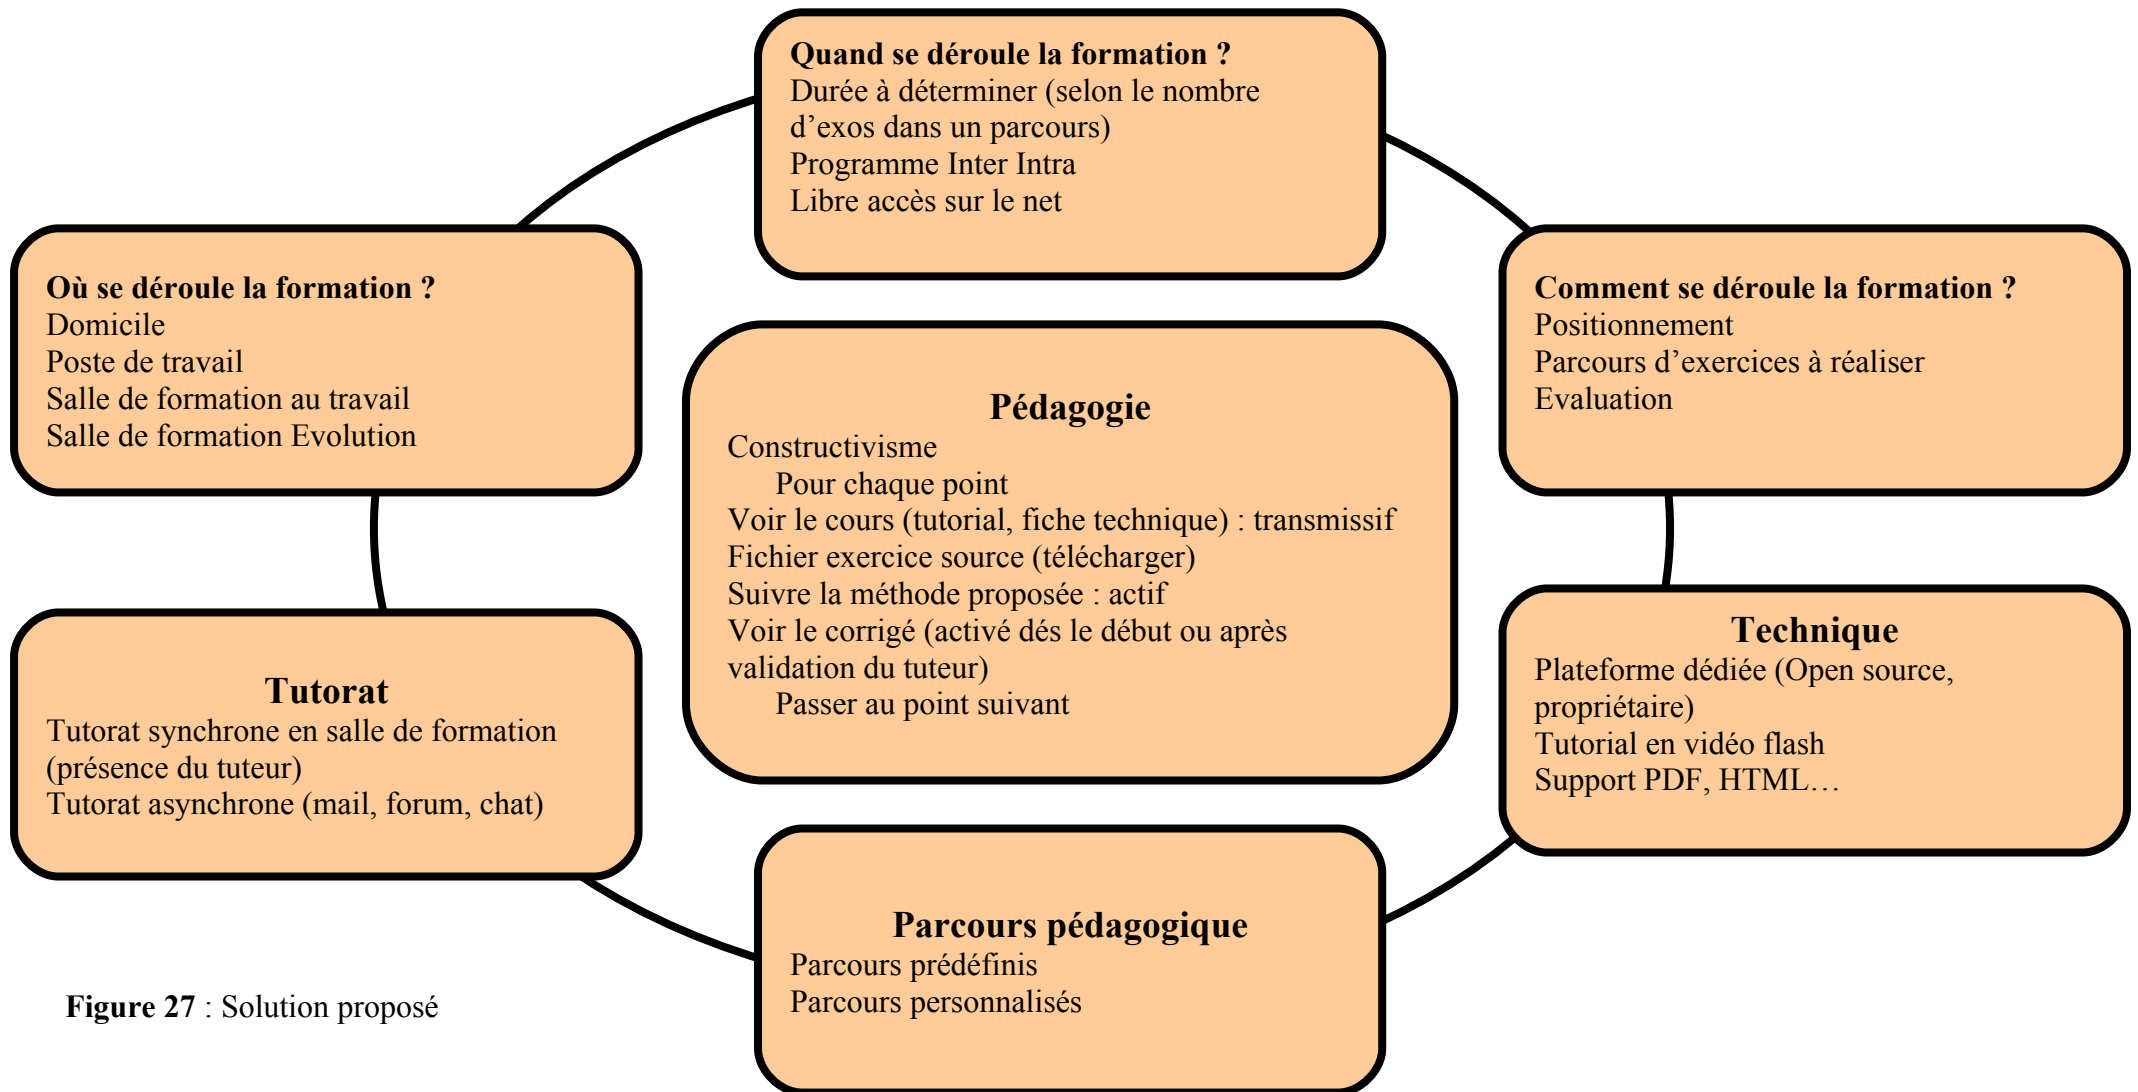 Quand se déroule la formation ?
Durée à déterminer (selon le nombre
d’exos dans un parcours)
Programme Inter Intra
Libre accès sur le net
Où se déroule la formation ?
Domicile
Poste de travail
Salle de formation au travail
Salle de formation Evolution
Comment se déroule la formation ?
Positionnement
Parcours d’exercices à réaliser
Evaluation
Pédagogie
Constructivisme
Pour chaque point
Voir le cours (tutorial, fiche technique) : transmissif
Fichier exercice source (télécharger)
Suivre la méthode proposée : actif
Voir le corrigé (activé dés le début ou après
validation du tuteur)
Passer au point suivant
Tutorat
Tutorat synchrone en salle de formation
(présence du tuteur)
Tutorat asynchrone (mail, forum, chat)
Technique
Plateforme dédiée (Open source,
propriétaire)
Tutorial en vidéo flash
Support PDF, HTML…
Parcours pédagogique
Parcours prédéfinis
Parcours personnalisés
Figure 27 : Solution proposé